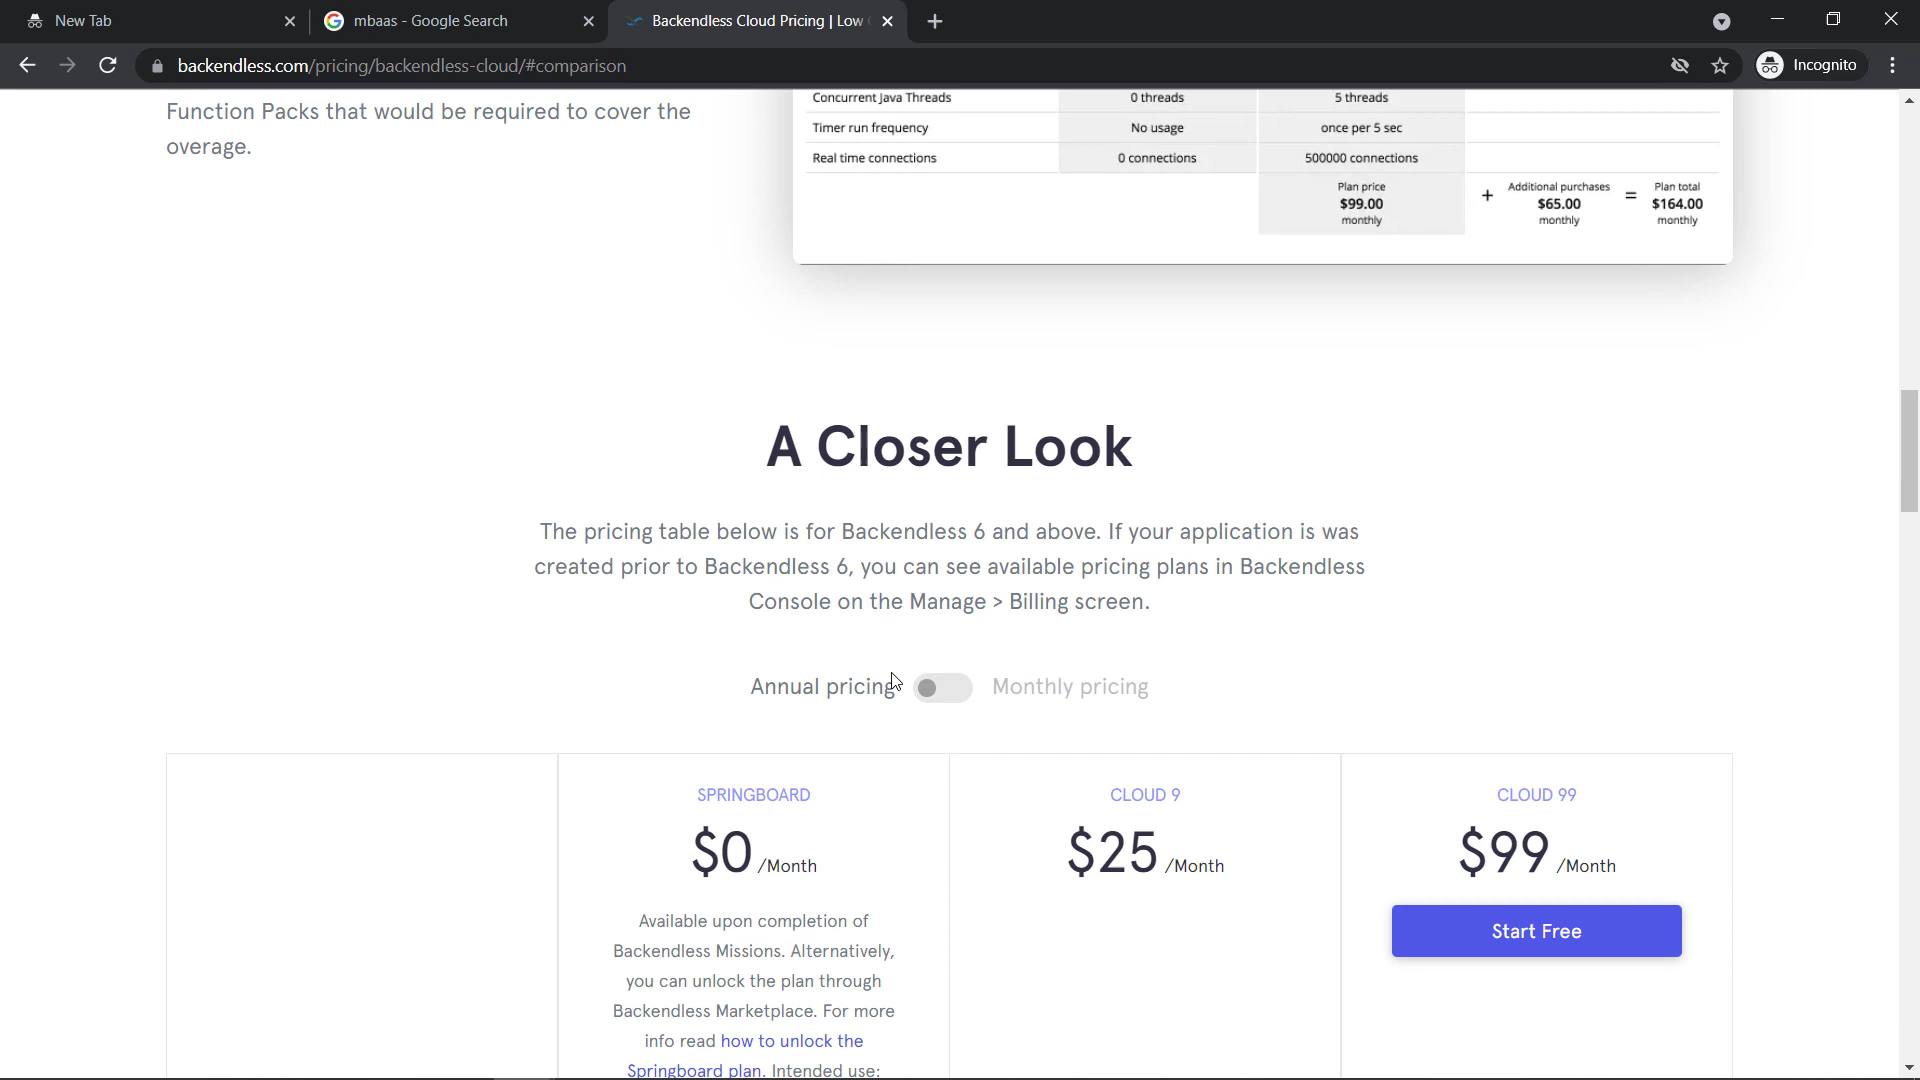 New Tab
mbaas - Google Search
Backendless Cloud Pricing | Low
backendless.com/pricing/backendless-cloud/#comparison
Incognito
Function Packs that would be required to cover the
overage.
Concurrent Java Threads 0 threads 5 threads
Timer run frequency No usage once per 5 sec
Real time connections 0 connections 500000 connections
Plan price + Additional purchases = Plan total
$99.00 $65.00 $164.00
monthly monthly monthly
A Closer Look
The pricing table below is for Backendless 6 and above. If your application is was
created prior to Backendless 6, you can see available pricing plans in Backendless
Console on the Manage > Billing screen.
Annual pricing Monthly pricing
SPRINGBOARD CLOUD 9 CLOUD 99
$0 /Month $25 /Month $99 /Month
Available upon completion of
Backendless Missions. Alternatively,
you can unlock the plan through
Backendless Marketplace. For more
info read how to unlock the
Springboard plan. Intended use:
Start Free